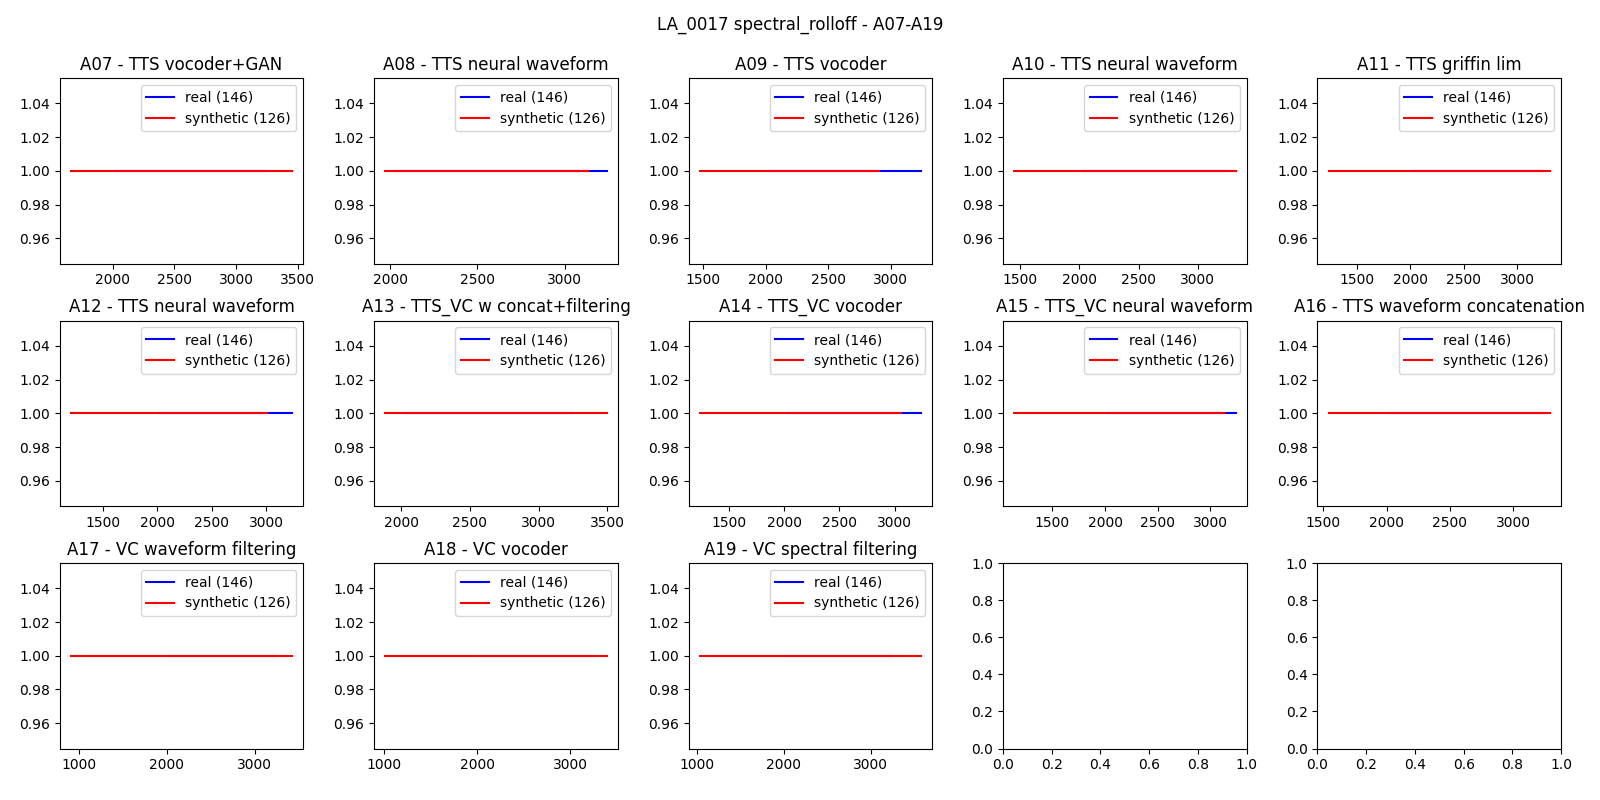 LA_0017 spectral_rolloff - A07-A19
A07 - TTS vocoder+GAN
real (146)
synthetic (126)
1.04
1.02
1.00
0.98
0.96
2000 2500 3000 3500
A08 - TTS neural waveform
real (146)
synthetic (126)
1.04
1.02
1.00
0.98
0.96
2000 2500 3000
A09 - TTS vocoder
real (146)
synthetic (126)
1.04
1.02
1.00
0.98
0.96
1500 2000 2500 3000
A10 - TTS neural waveform
real (146)
synthetic (126)
1.04
1.02
1.00
0.98
0.96
1500 2000 2500 3000
A11 - TTS griffin lim
real (146)
synthetic (126)
1.04
1.02
1.00
0.98
0.96
1500 2000 2500 3000
A12 - TTS neural waveform
real (146)
synthetic (126)
1.04
1.02
1.00
0.98
0.96
1500 2000 2500 3000
A13 - TTS_VC w concat+filtering
real (146)
synthetic (126)
1.04
1.02
1.00
0.98
0.96
2000 2500 3000 3500
A14 - TTS_VC vocoder
real (146)
synthetic (126)
1.04
1.02
1.00
0.98
0.96
1500 2000 2500 3000
A15 - TTS_VC neural waveform
real (146)
synthetic (126)
1.04
1.02
1.00
0.98
0.96
1500 2000 2500 3000
A16 - TTS waveform concatenation
real (146)
synthetic (126)
1.04
1.02
1.00
0.98
0.96
1500 2000 2500 3000
A17 - VC waveform filtering
real (146)
synthetic (126)
1.04
1.02
1.00
0.98
0.96
1000 2000 3000
A18 - VC vocoder
real (146)
synthetic (126)
1.04
1.02
1.00
0.98
0.96
1000 2000 3000
A19 - VC spectral filtering
real (146)
synthetic (126)
1.04
1.02
1.00
0.98
0.96
1000 2000 3000
1.0
0.8
0.6
0.4
0.2
0.0
0.0 0.2 0.4 0.6 0.8 1.0
1.0
0.8
0.6
0.4
0.2
0.0
0.0 0.2 0.4 0.6 0.8 1.0